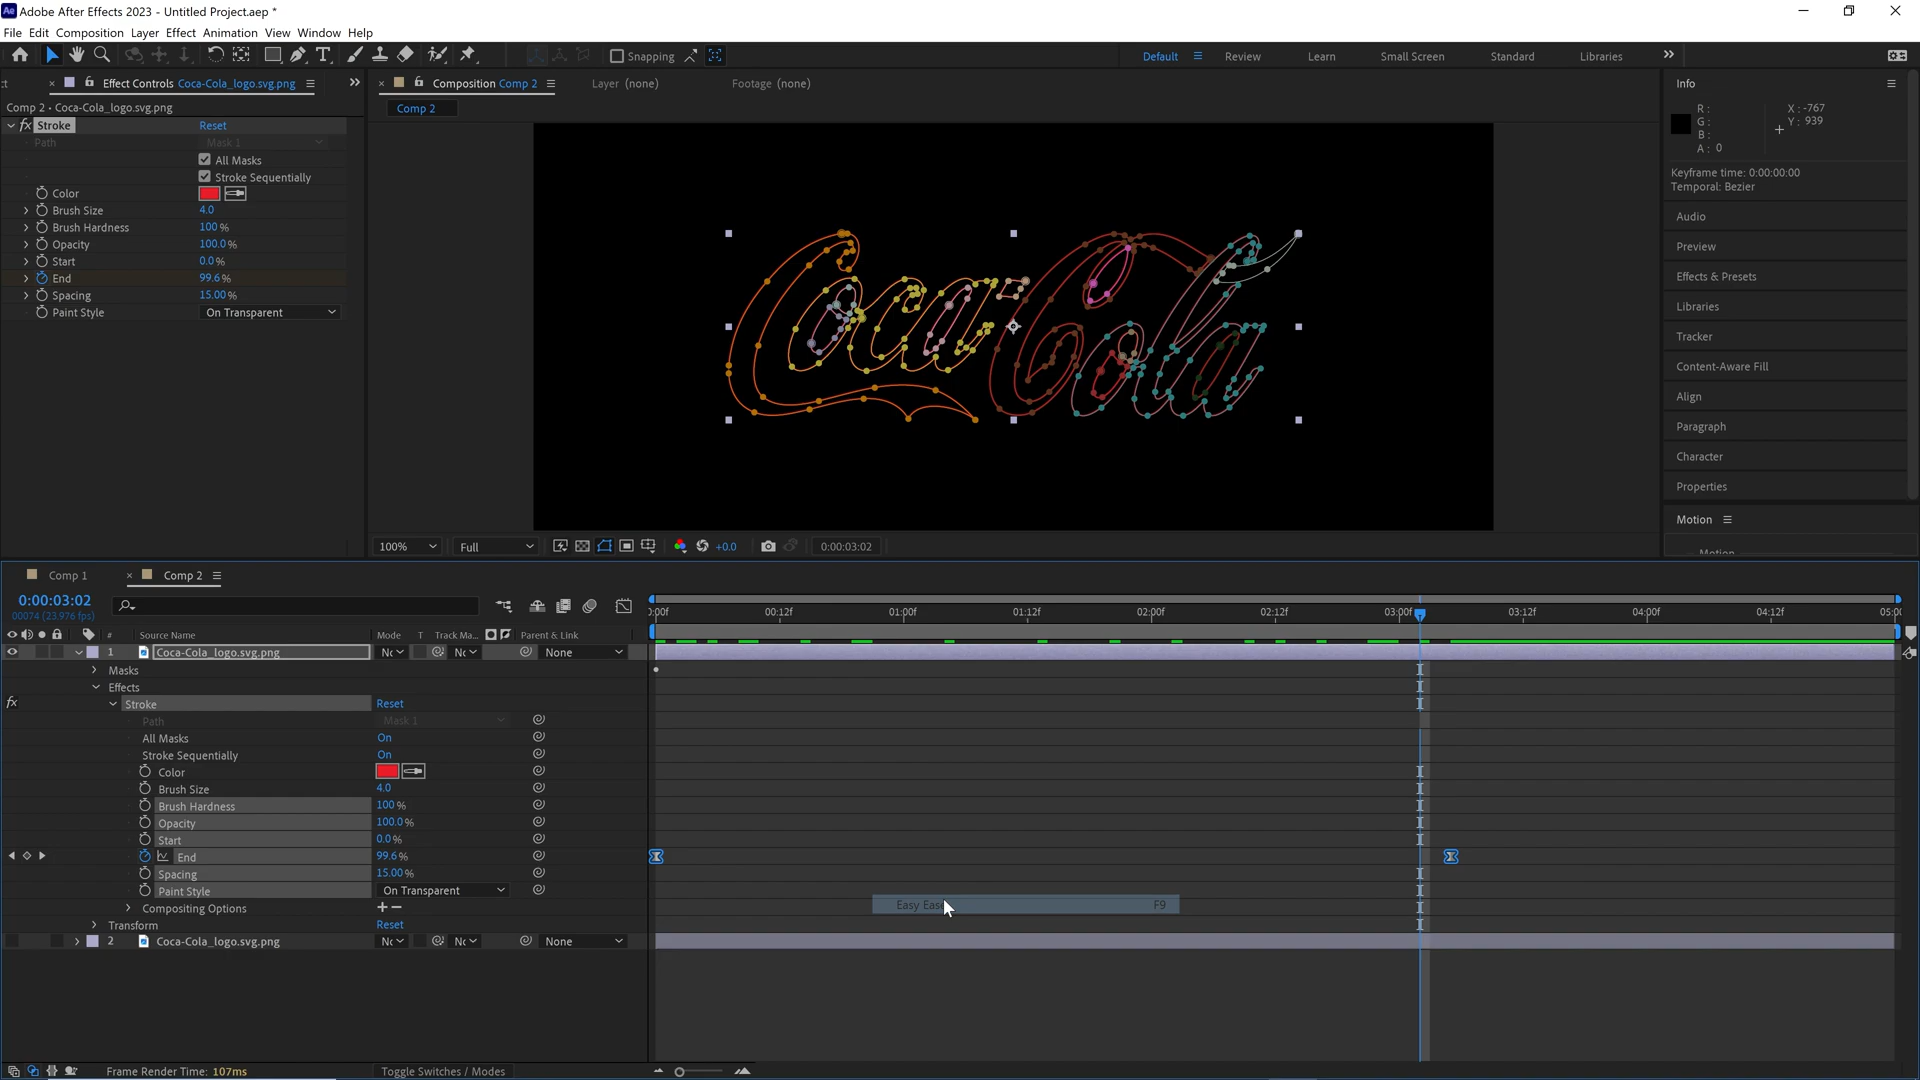 Adobe After Effects 2023 - Untitled Project.aep *
File Edit Composition Layer Effect Animation View Window Help
Snapping
Default Review Learn Small Screen Standard Libraries
Effect Controls Coca-Cola_logo.svg.png
Composition Comp 2 Layer (none) Footage (none)
Comp 2 • Coca-Cola_logo.svg.png
Comp 2
fx Stroke Reset
Path Mask 1
All Masks
Stroke Sequentially
Color
Brush Size 4.0
Brush Hardness 100 %
Opacity 100.0 %
Start 0.0 %
End 99.6 %
Spacing 15.00 %
Paint Style On Transparent
Coca-Cola
100% Full +0.0 0:00:03:02
Info
R :
G :
B :
A : 0
X : -767
Y : 939
Keyframe time: 0:00:00:00
Temporal: Bezier
Audio
Preview
Effects & Presets
Libraries
Tracker
Content-Aware Fill
Align
Paragraph
Character
Properties
Motion
Motion
Comp 1 Comp 2
0:00:03:02
00074 (23.976 fps)
0:00f 00:12f 01:00f 01:12f 02:00f 02:12f 03:00f 03:12f 04:00f 04:12f 05:0
# Source Name Mode T Track Ma... Parent & Link
1 Coca-Cola_logo.svg.png Nc Nc None
Masks
Effects
fx Stroke Reset
Path Mask 1
All Masks On
Stroke Sequentially On
Color
Brush Size 4.0
Brush Hardness 100 %
Opacity 100.0 %
Start 0.0 %
End 99.6 %
Spacing 15.00 %
Paint Style On Transparent
Easy Ease F9
Compositing Options + −
Transform Reset
2 Coca-Cola_logo.svg.png Nc Nc None
Frame Render Time: 107ms Toggle Switches / Modes